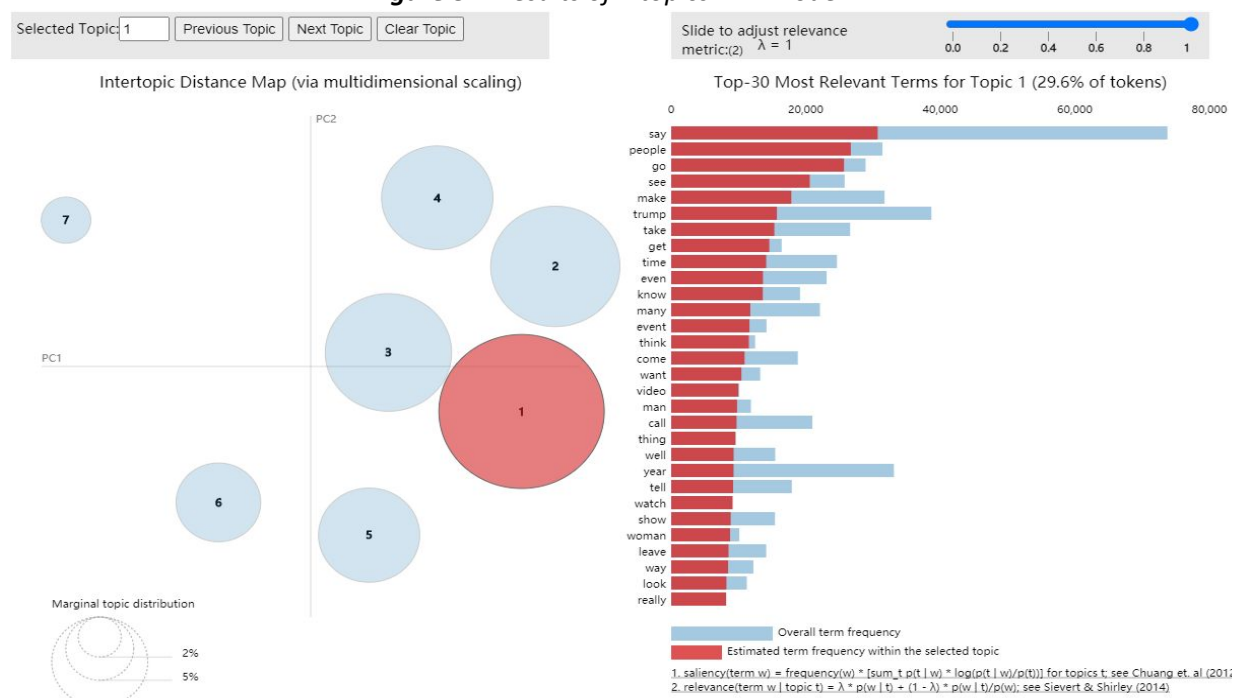 Selected Topic: 1 Previous Topic Next Topic Clear Topic
Slide to adjust relevance
metric:(2) λ = 1
0.0 0.2 0.4 0.6 0.8 1
Intertopic Distance Map (via multidimensional scaling)
PC2
PC1
4
7
2
3
1
6
5
Marginal topic distribution
2%
5%
Top-30 Most Relevant Terms for Topic 1 (29.6% of tokens)
0 20,000 40,000 60,000 80,000
say
people
go
see
make
trump
take
get
time
even
know
many
event
think
come
want
video
man
call
thing
well
year
tell
watch
show
woman
leave
way
look
really
Overall term frequency
Estimated term frequency within the selected topic
1. saliency(term w) = frequency(w) * [sum_t p(t | w) * log(p(t | w)/p(t))] for topics t; see Chuang et. al (2012
2. relevance(term w | topic t) = λ * p(w | t) + (1 - λ) * p(w | t)/p(w); see Sievert & Shirley (2014)